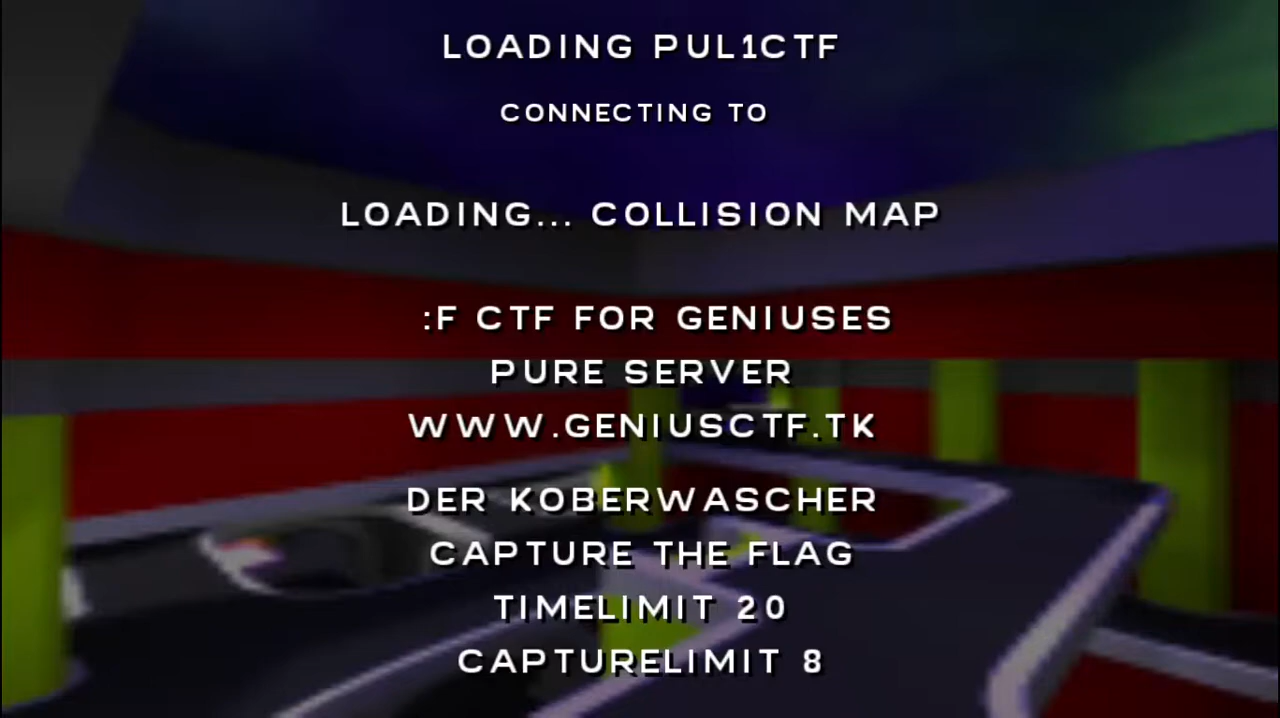 LOADING PUL1CTF
CONNECTING TO
LOADING... COLLISION MAP
:F CTF FOR GENIUSES
PURE SERVER
WWW.GENIUSCTF.TK
DER KOBERWASCHER
CAPTURE THE FLAG
TIMELIMIT 20
CAPTURELIMIT 8